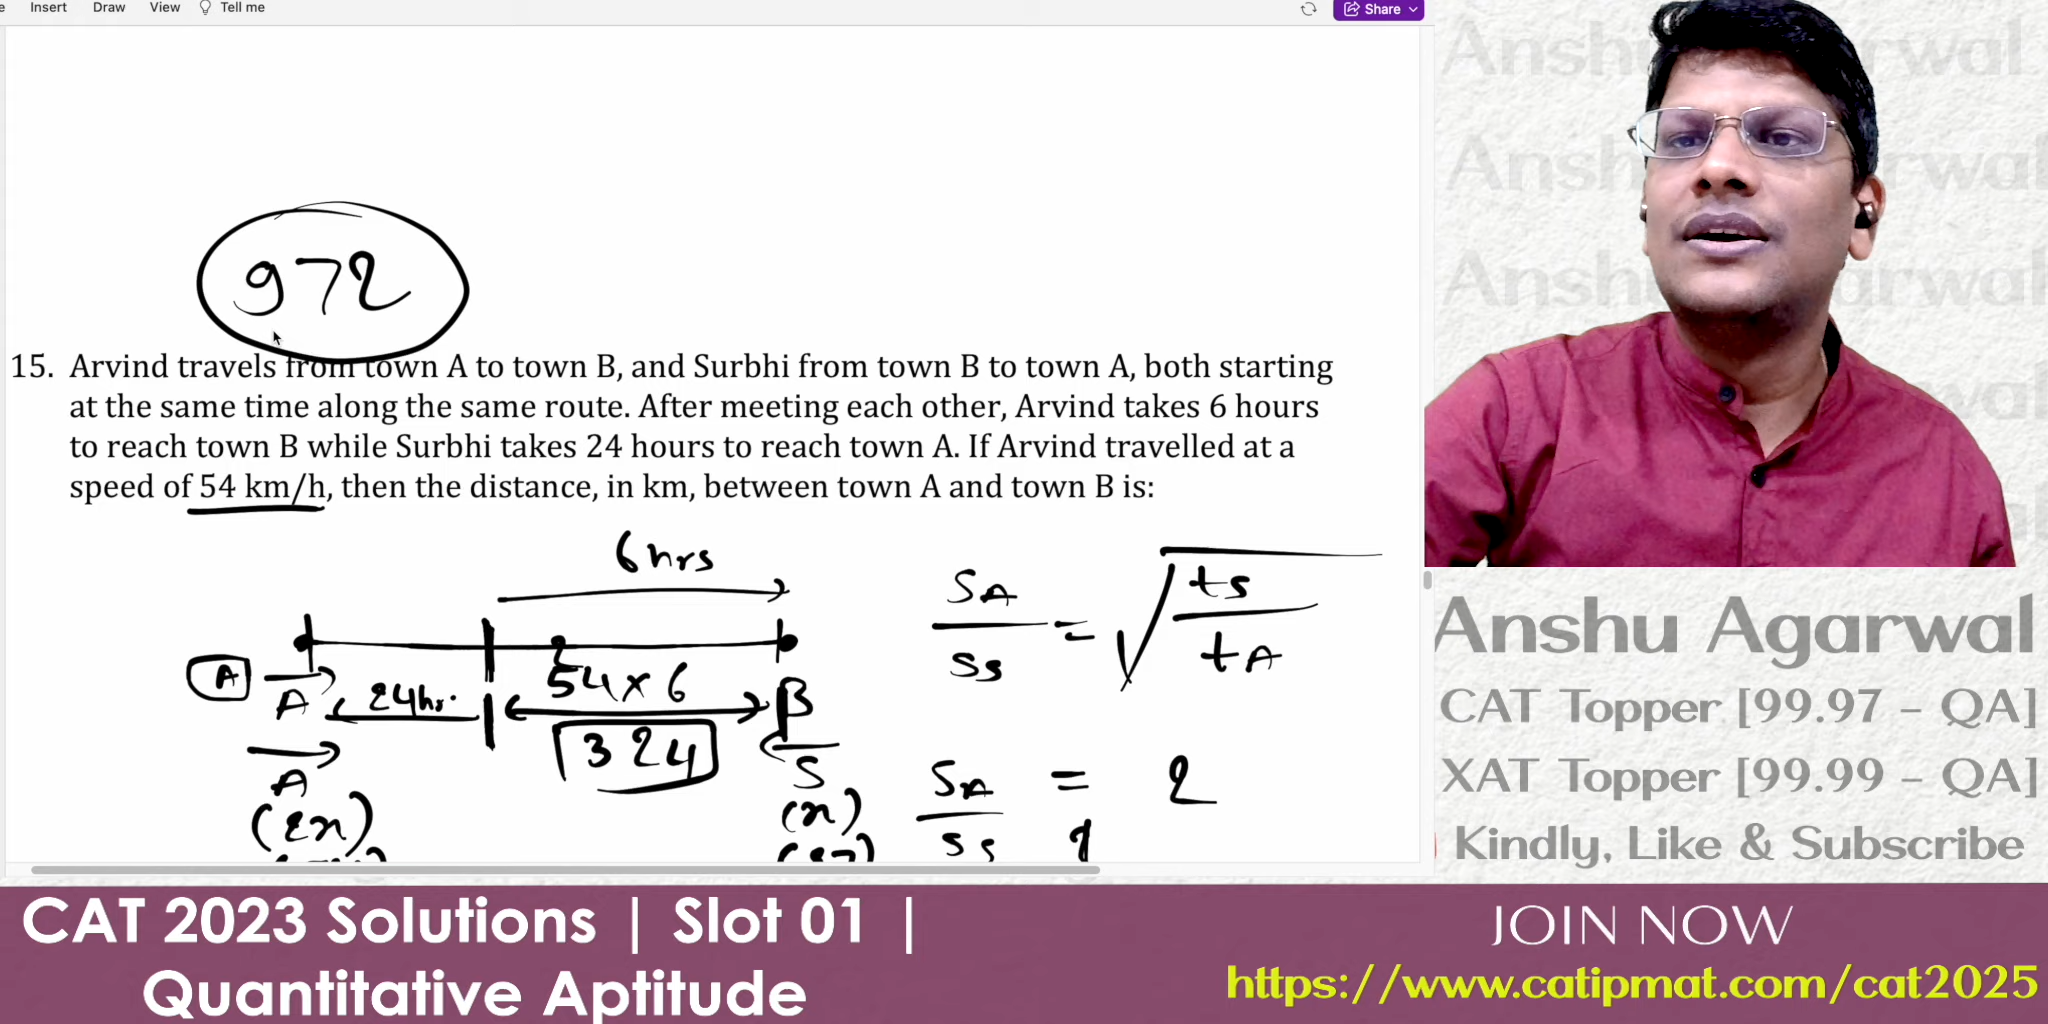 Insert Draw View Tell me
Share
972
15. Arvind travels from town A to town B, and Surbhi from town B to town A, both starting
at the same time along the same route. After meeting each other, Arvind takes 6 hours
to reach town B while Surbhi takes 24 hours to reach town A. If Arvind travelled at a
speed of 54 km/h, then the distance, in km, between town A and town B is:
6 hrs
SA / SS = √ tS / tA
A A 24hr. 54 × 6 B
324
A S
(2x) (x)
SA / SS = 2 / 1
Anshu Agarwal
CAT Topper [99.97 - QA]
XAT Topper [99.99 - QA]
Kindly, Like & Subscribe
CAT 2023 Solutions | Slot 01 |
Quantitative Aptitude
JOIN NOW
https://www.catipmat.com/cat2025